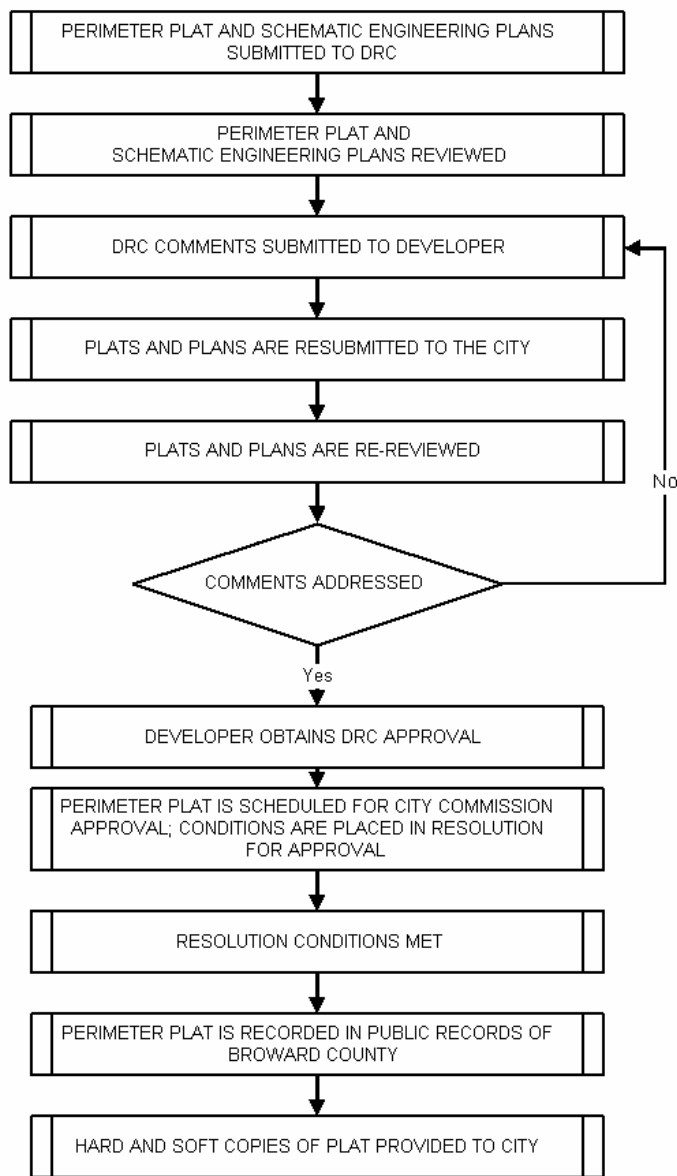 PERIMETER PLAT AND SCHEMATIC ENGINEERING PLANS
SUBMITTED TO DRC
PERIMETER PLAT AND
SCHEMATIC ENGINEERING PLANS REVIEWED
DRC COMMENTS SUBMITTED TO DEVELOPER
PLATS AND PLANS ARE RESUBMITTED TO THE CITY
PLATS AND PLANS ARE RE-REVIEWED
No
COMMENTS ADDRESSED
Yes
DEVELOPER OBTAINS DRC APPROVAL
PERIMETER PLAT IS SCHEDULED FOR CITY COMMISSION
APPROVAL; CONDITIONS ARE PLACED IN RESOLUTION
FOR APPROVAL
RESOLUTION CONDITIONS MET
PERIMETER PLAT IS RECORDED IN PUBLIC RECORDS OF
BROWARD COUNTY
HARD AND SOFT COPIES OF PLAT PROVIDED TO CITY